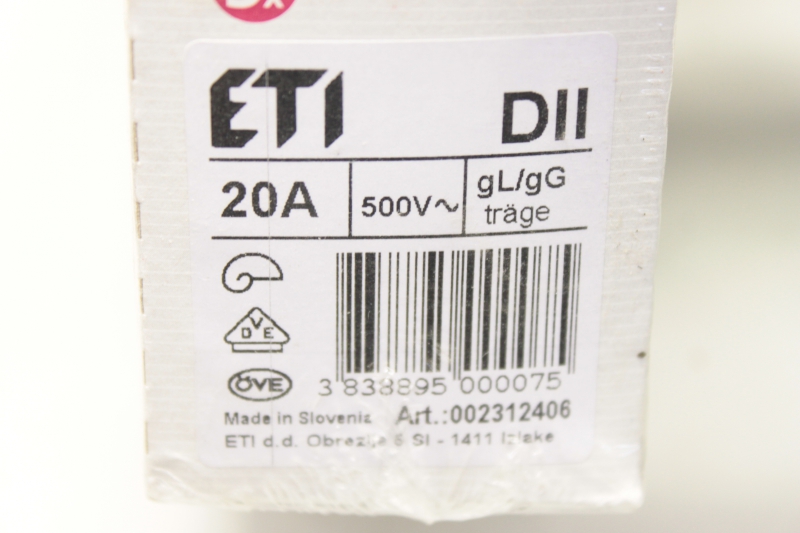 ETI DII
20A 500V~ gL/gG
träge
DVE
ÖVE
3 838895 000075
Made in Slovenia Art.:002312406
ETI d.d. Obrezija 5 SI - 1411 Izlake